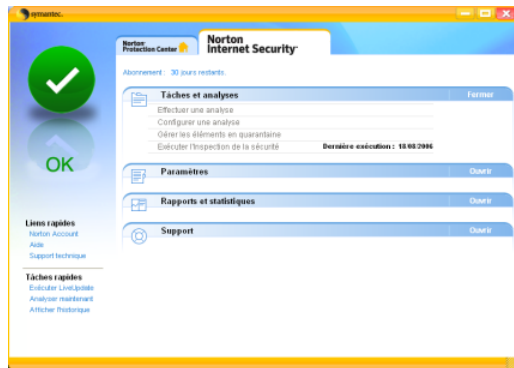 symantec.
Norton
Protection Center
Norton
Internet Security
Abonnement : 30 jours restants.
Tâches et analyses Fermer
Effectuer une analyse
Configurer une analyse
Gérer les éléments en quarantaine
Exécuter l'Inspection de la sécurité Dernière exécution : 18/08/2006
Paramètres Ouvrir
Rapports et statistiques Ouvrir
Support Ouvrir
OK
Liens rapides
Norton Account
Aide
Support technique
Tâches rapides
Exécuter LiveUpdate
Analyser maintenant
Afficher l'historique